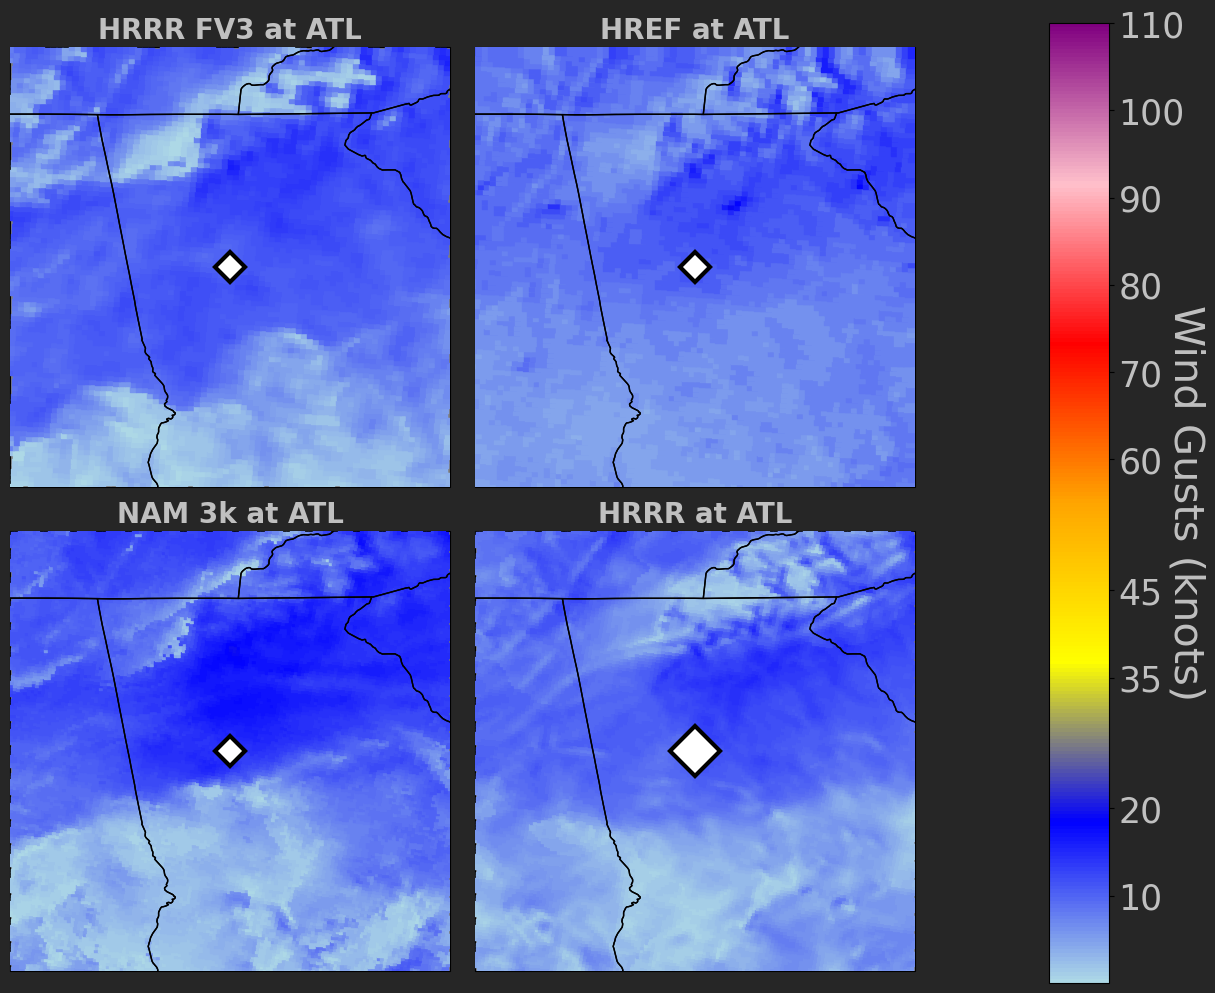 HRRR FV3 at ATL
HREF at ATL
NAM 3k at ATL
HRRR at ATL
110
100
90
80
70
60
45
35
20
10
Wind Gusts (knots)